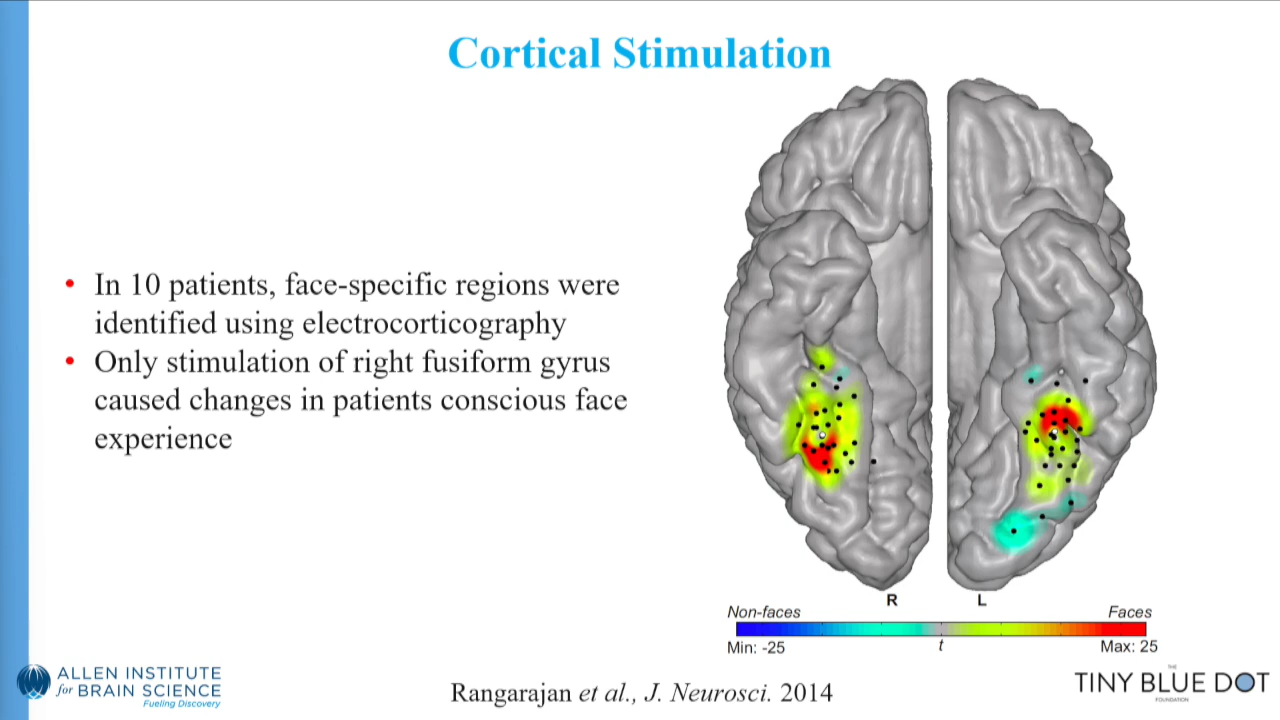 Cortical Stimulation
• In 10 patients, face-specific regions were
identified using electrocorticography
• Only stimulation of right fusiform gyrus
caused changes in patients conscious face
experience
R L
Non-faces Faces
Min: -25 t Max: 25
ALLEN INSTITUTE
for BRAIN SCIENCE
Fueling Discovery
Rangarajan et al., J. Neurosci. 2014
THE
TINY BLUE DOT
FOUNDATION